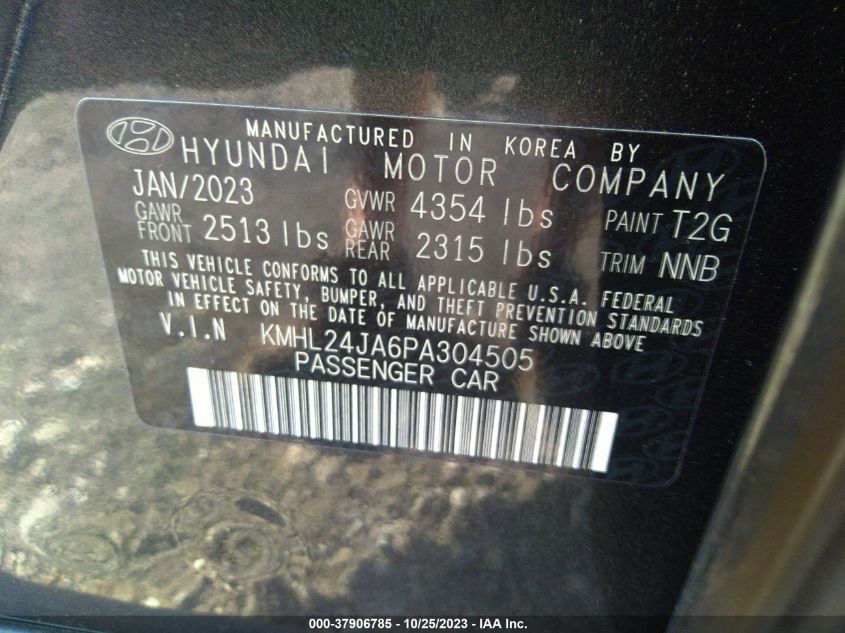 MANUFACTURED IN KOREA BY
HYUNDAI MOTOR COMPANY
JAN/2023 GVWR 4354 lbs PAINT T2G
GAWR FRONT 2513 lbs GAWR REAR 2315 lbs TRIM NNB
THIS VEHICLE CONFORMS TO ALL APPLICABLE U.S.A. FEDERAL
MOTOR VEHICLE SAFETY, BUMPER, AND THEFT PREVENTION STANDARDS
IN EFFECT ON THE DATE OF MANUFACTURE SHOWN ABOVE
V.I.N KMHL24JA6PA304505
PASSENGER CAR
000-37906785 - 10/25/2023 - IAA Inc.